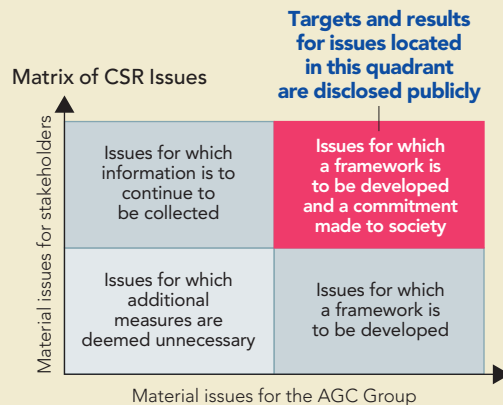 Targets and results
for issues located
in this quadrant
are disclosed publicly
Matrix of CSR Issues
Material issues for stakeholders
Issues for which
information is to
continue to
be collected
Issues for which
a framework is
to be developed
and a commitment
made to society
Issues for which
additional
measures are
deemed unnecessary
Issues for which
a framework is
to be developed
Material issues for the AGC Group